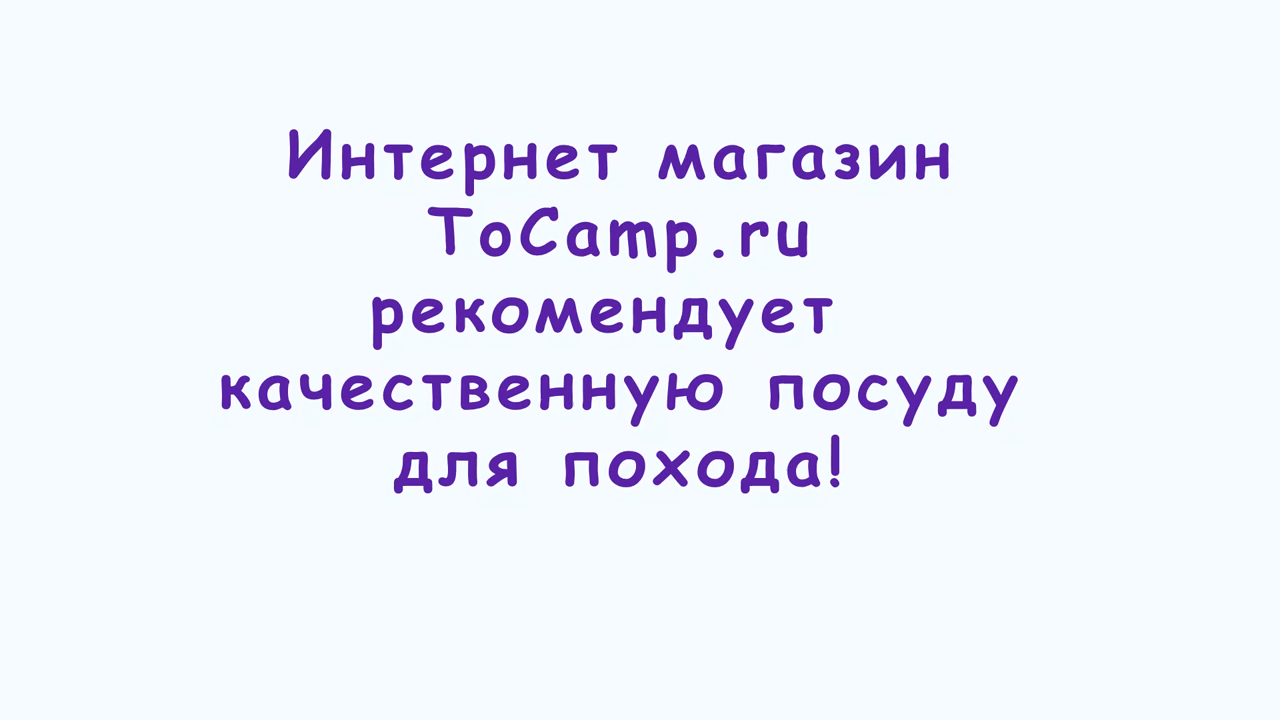 Интернет магазин
ToCamp.ru
рекомендует
качественную посуду
для похода!